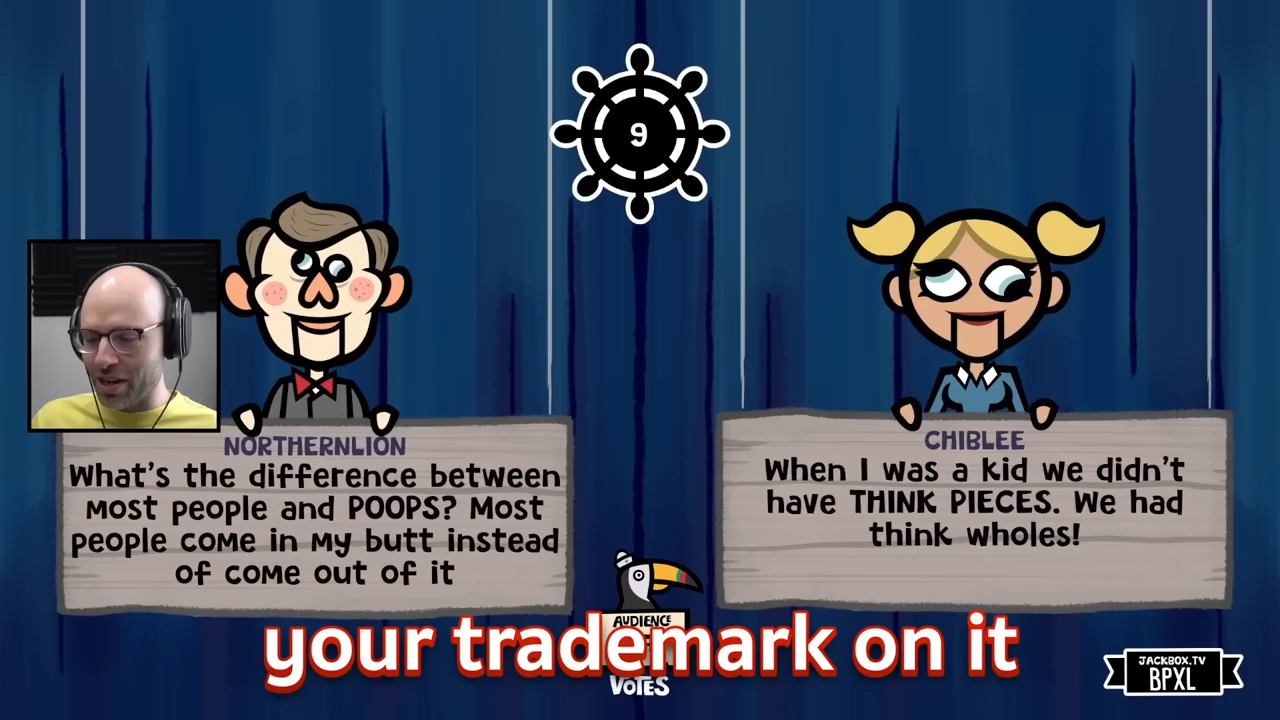 9
NORTHERNLION
What's the difference between
most people and POOPS? Most
people come in my butt instead
of come out of it
CHIBLEE
When I was a kid we didn't
have THINK PIECES. We had
think wholes!
AUDIENCE
VOTES
your trademark on it
JACKBOX.TV
BPXL